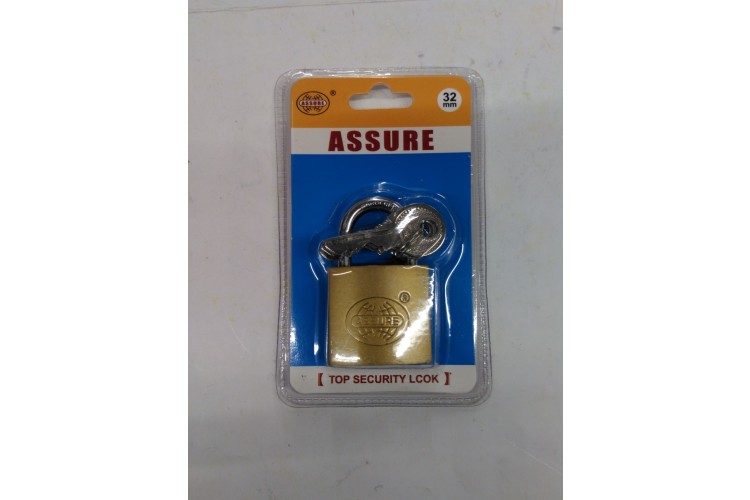 ASSURE
®
32
mm
ASSURE
®
ASSURE
【 TOP SECURITY LCOK 】